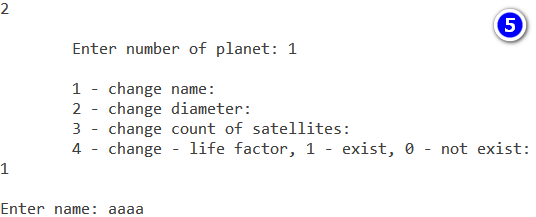 2
5
Enter number of planet: 1
1 - change name:
2 - change diameter:
3 - change count of satellites:
4 - change - life factor, 1 - exist, 0 - not exist:
1
Enter name: aaaa